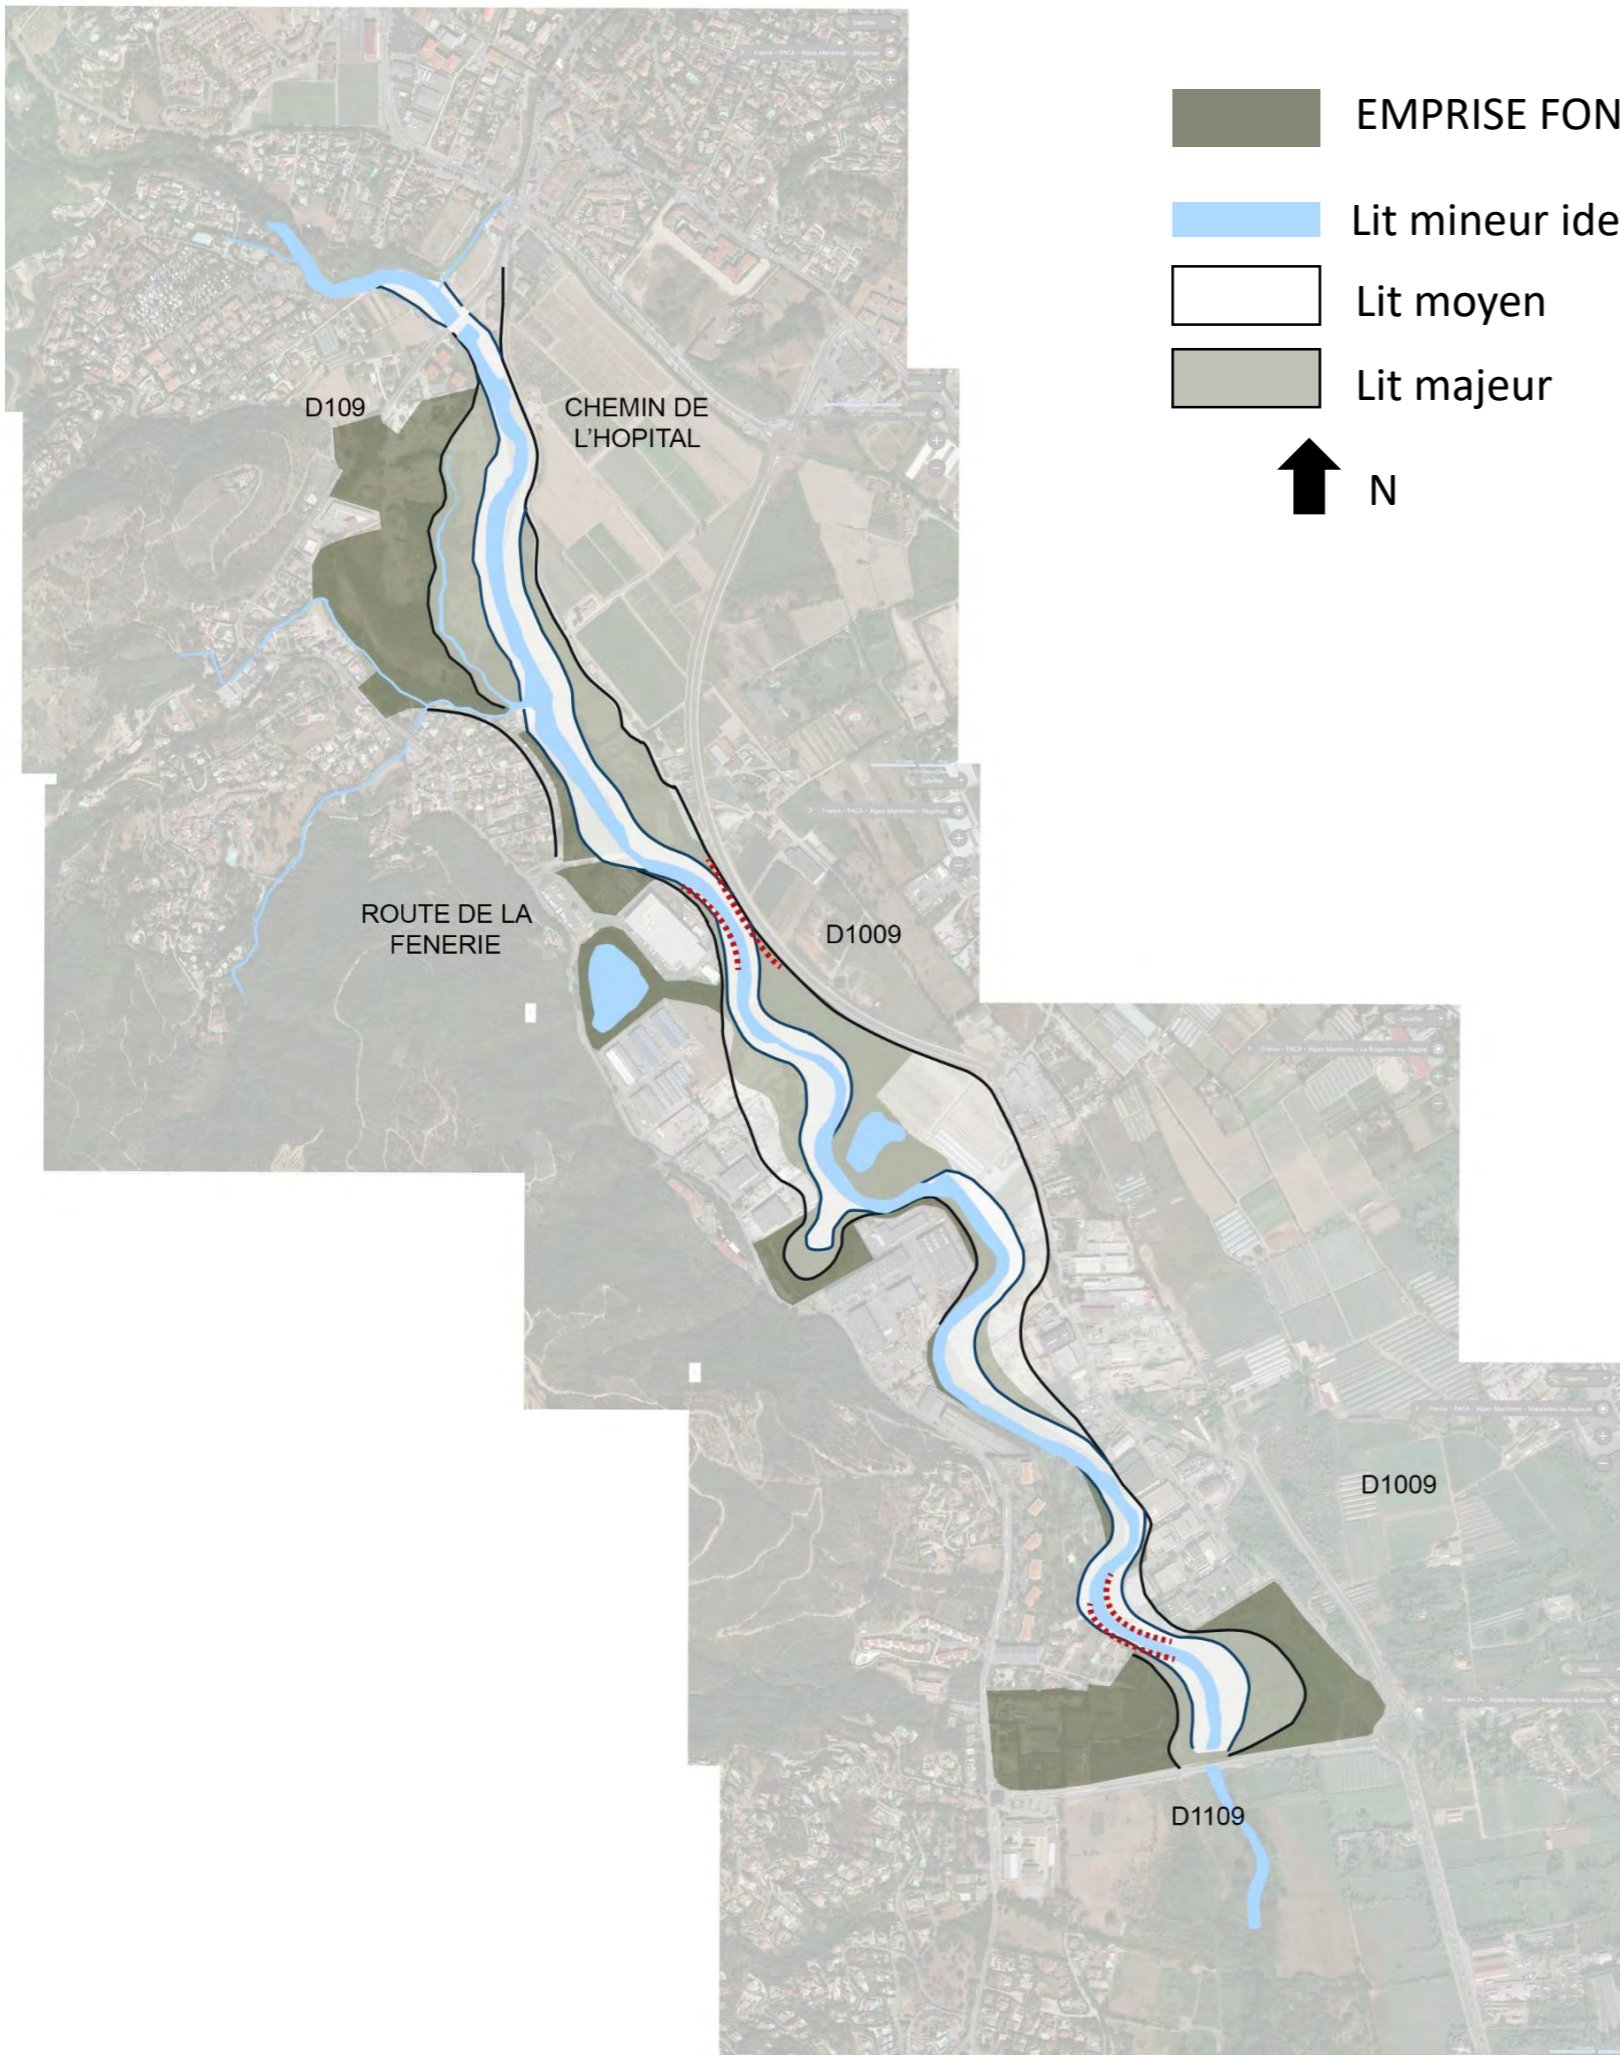 EMPRISE FON
Lit mineur ide
Lit moyen
Lit majeur
N
D109
CHEMIN DE
L'HOPITAL
ROUTE DE LA
FENERIE
D1009
D1009
D1109